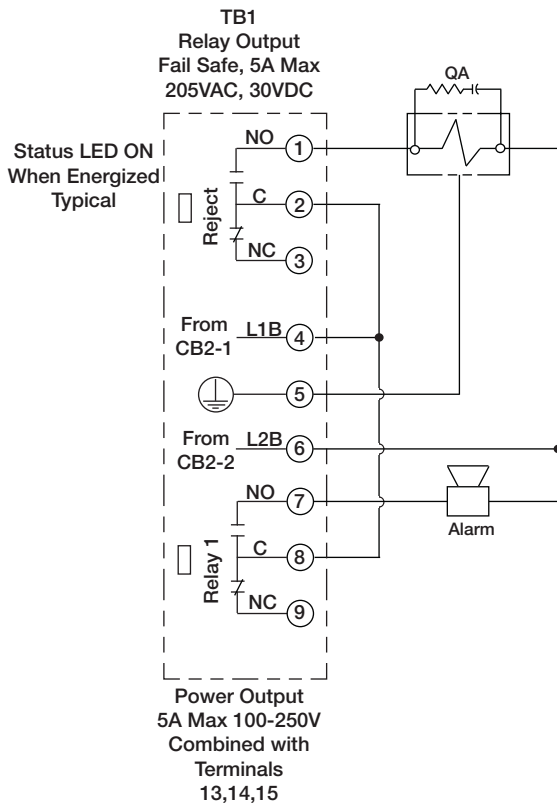 TB1
Relay Output
Fail Safe, 5A Max
205VAC, 30VDC
QA
Status LED ON
When Energized
Typical
NO 1
Reject
C 2
NC 3
From
CB2-1
L1B 4
5
From
CB2-2
L2B 6
NO 7
Alarm
Relay 1
C 8
NC 9
Power Output
5A Max 100-250V
Combined with
Terminals
13,14,15